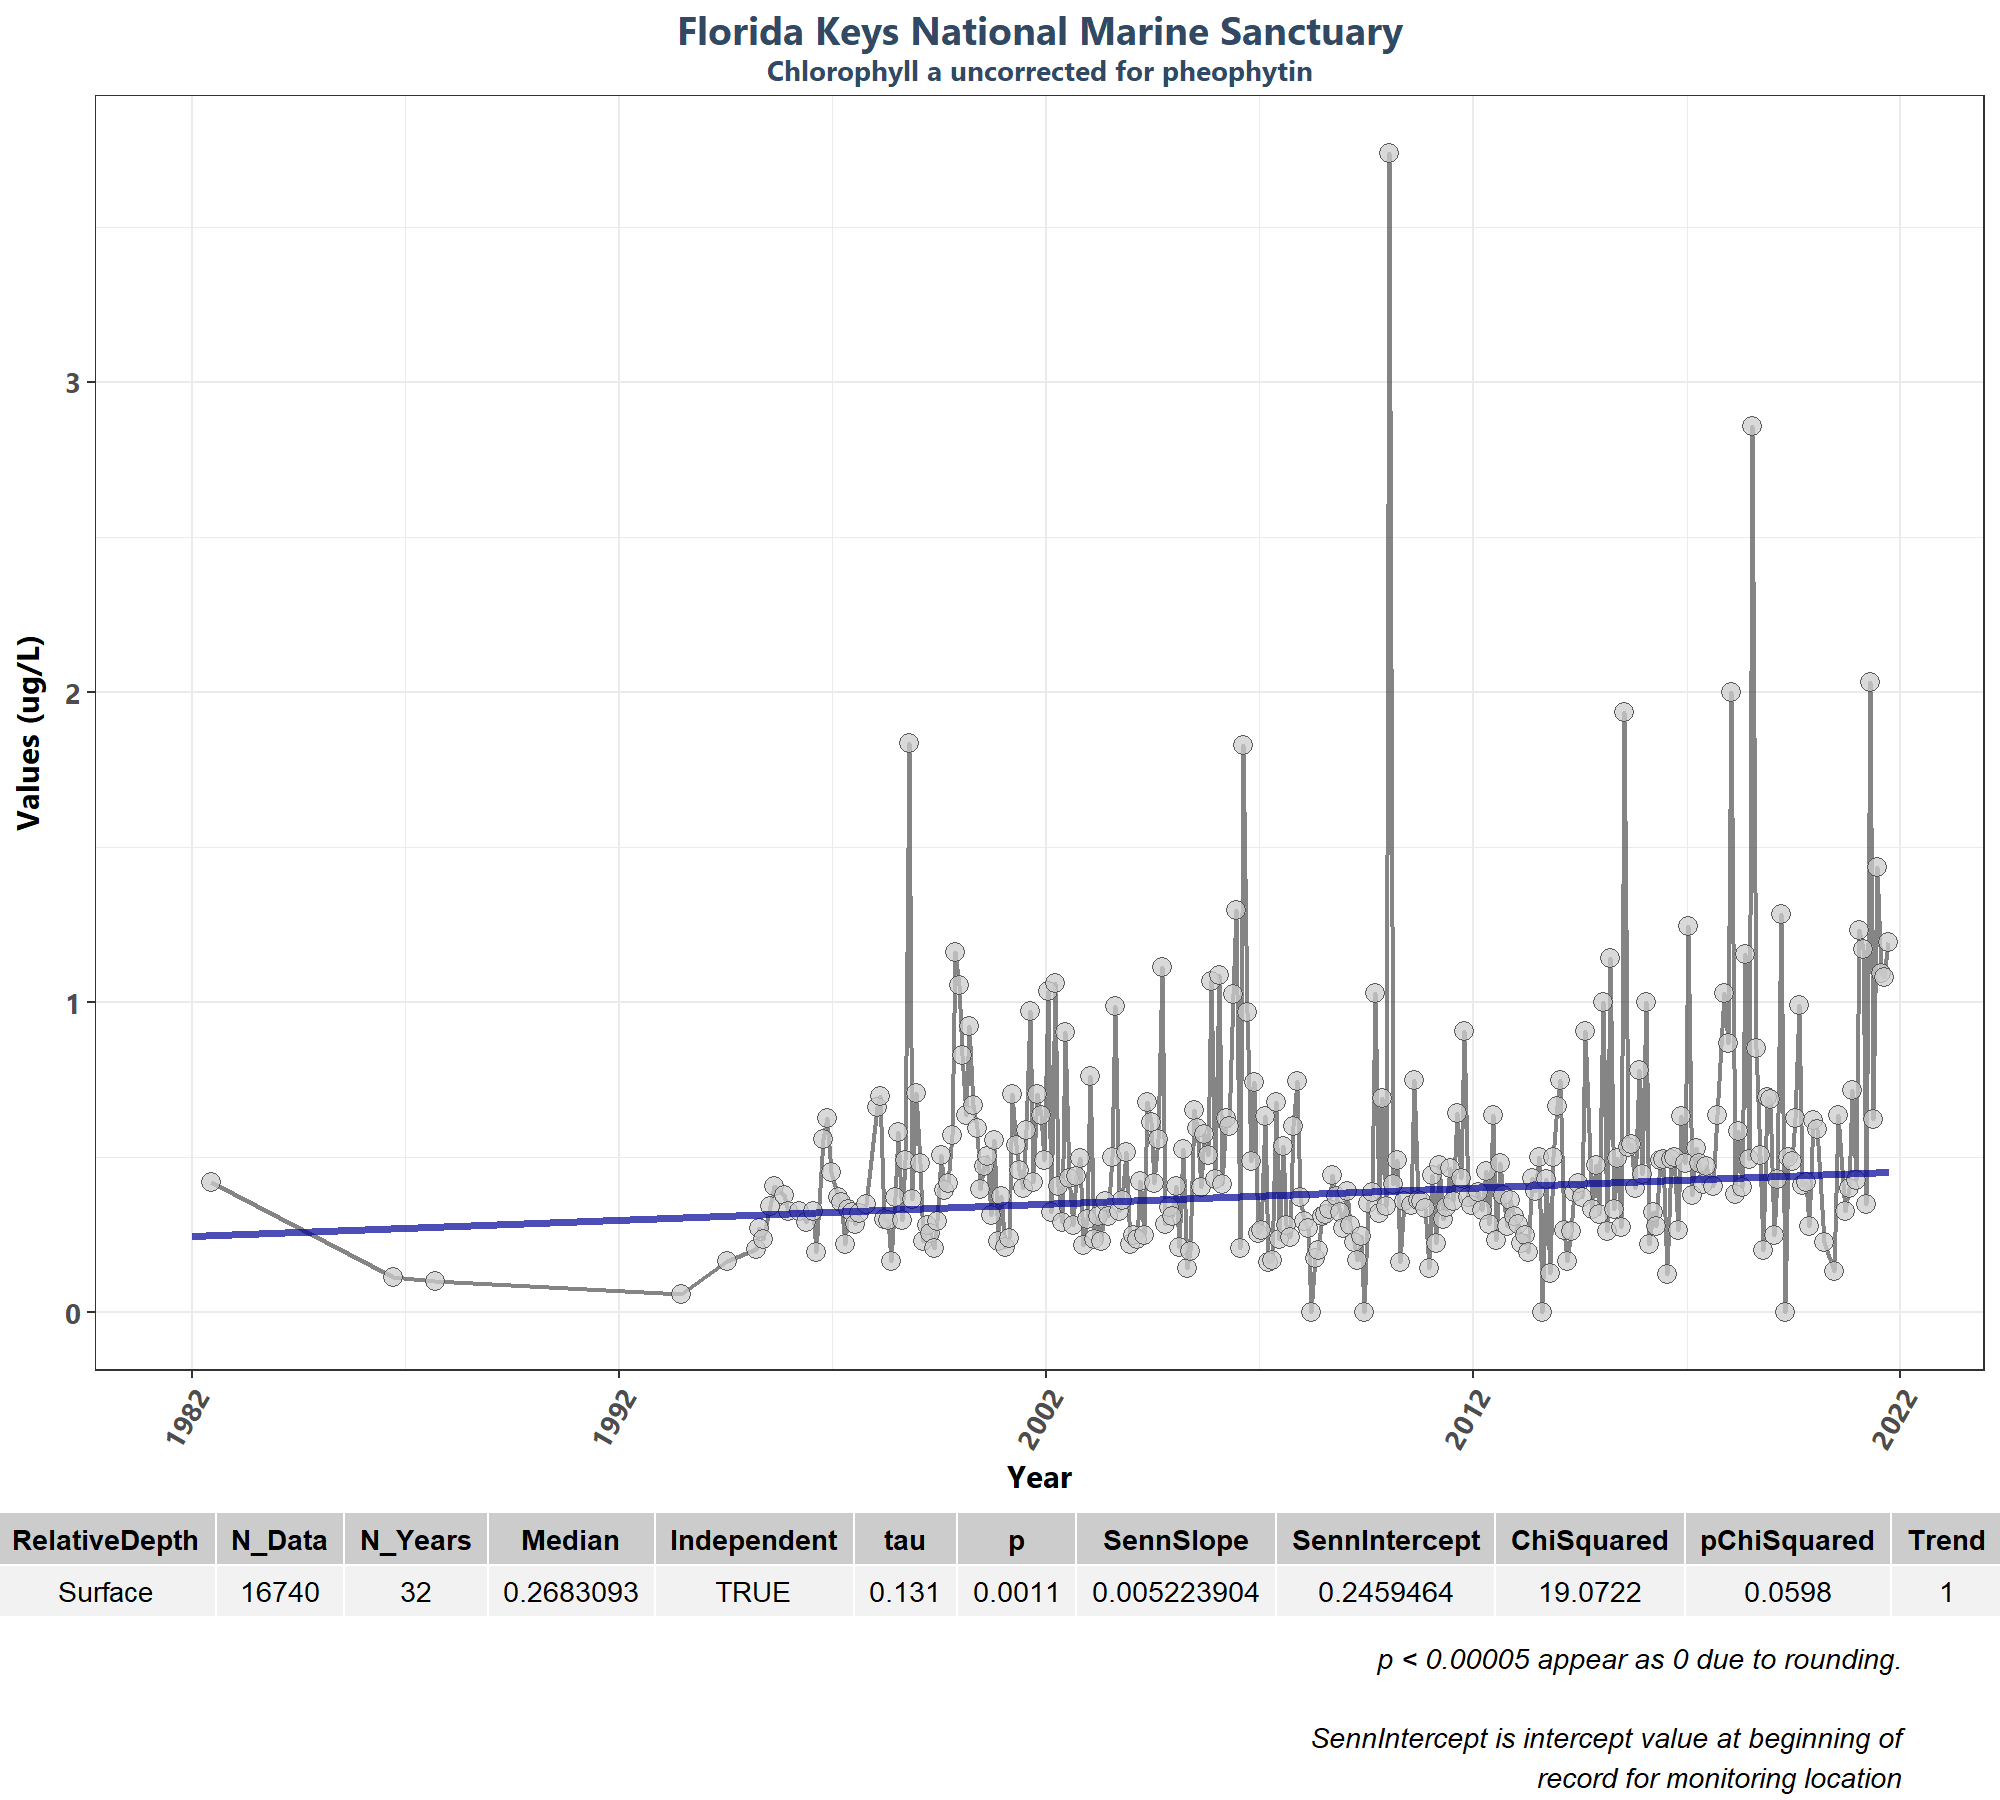 Florida Keys National Marine Sanctuary
Chlorophyll a uncorrected for pheophytin
Values (ug/L)
3
2
1
0
1982 1992 2002 2012 2022
Year
RelativeDepth N_Data N_Years Median Independent tau p SennSlope SennIntercept ChiSquared pChiSquared Trend
Surface 16740 32 0.2683093 TRUE 0.131 0.0011 0.005223904 0.2459464 19.0722 0.0598 1
p < 0.00005 appear as 0 due to rounding.
SennIntercept is intercept value at beginning of
record for monitoring location